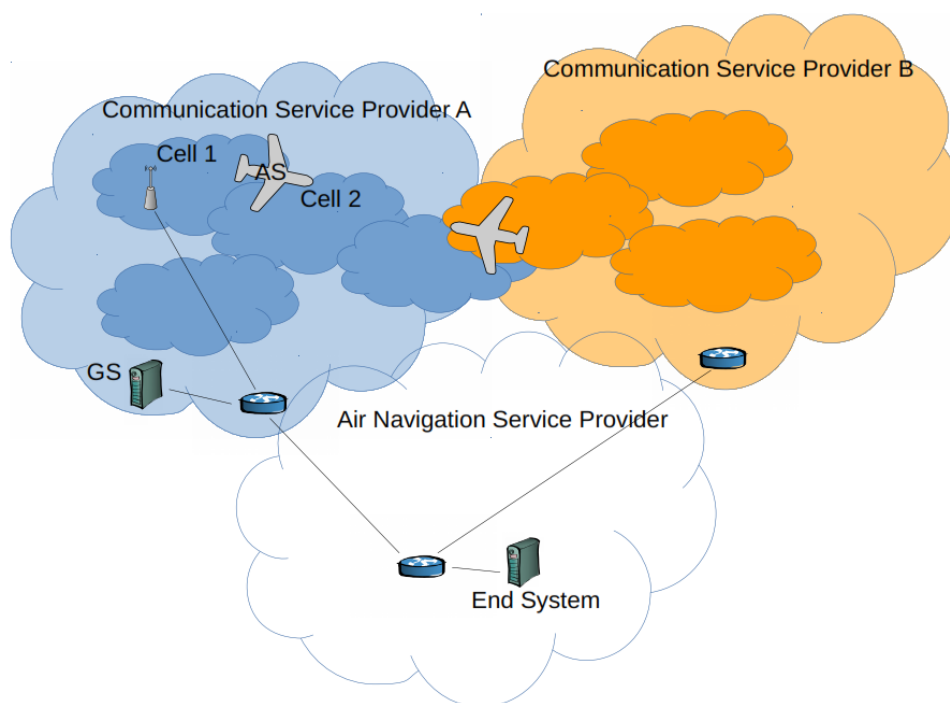 Communication Service Provider B
Communication Service Provider A
Cell 1
AS
Cell 2
GS
Air Navigation Service Provider
End System